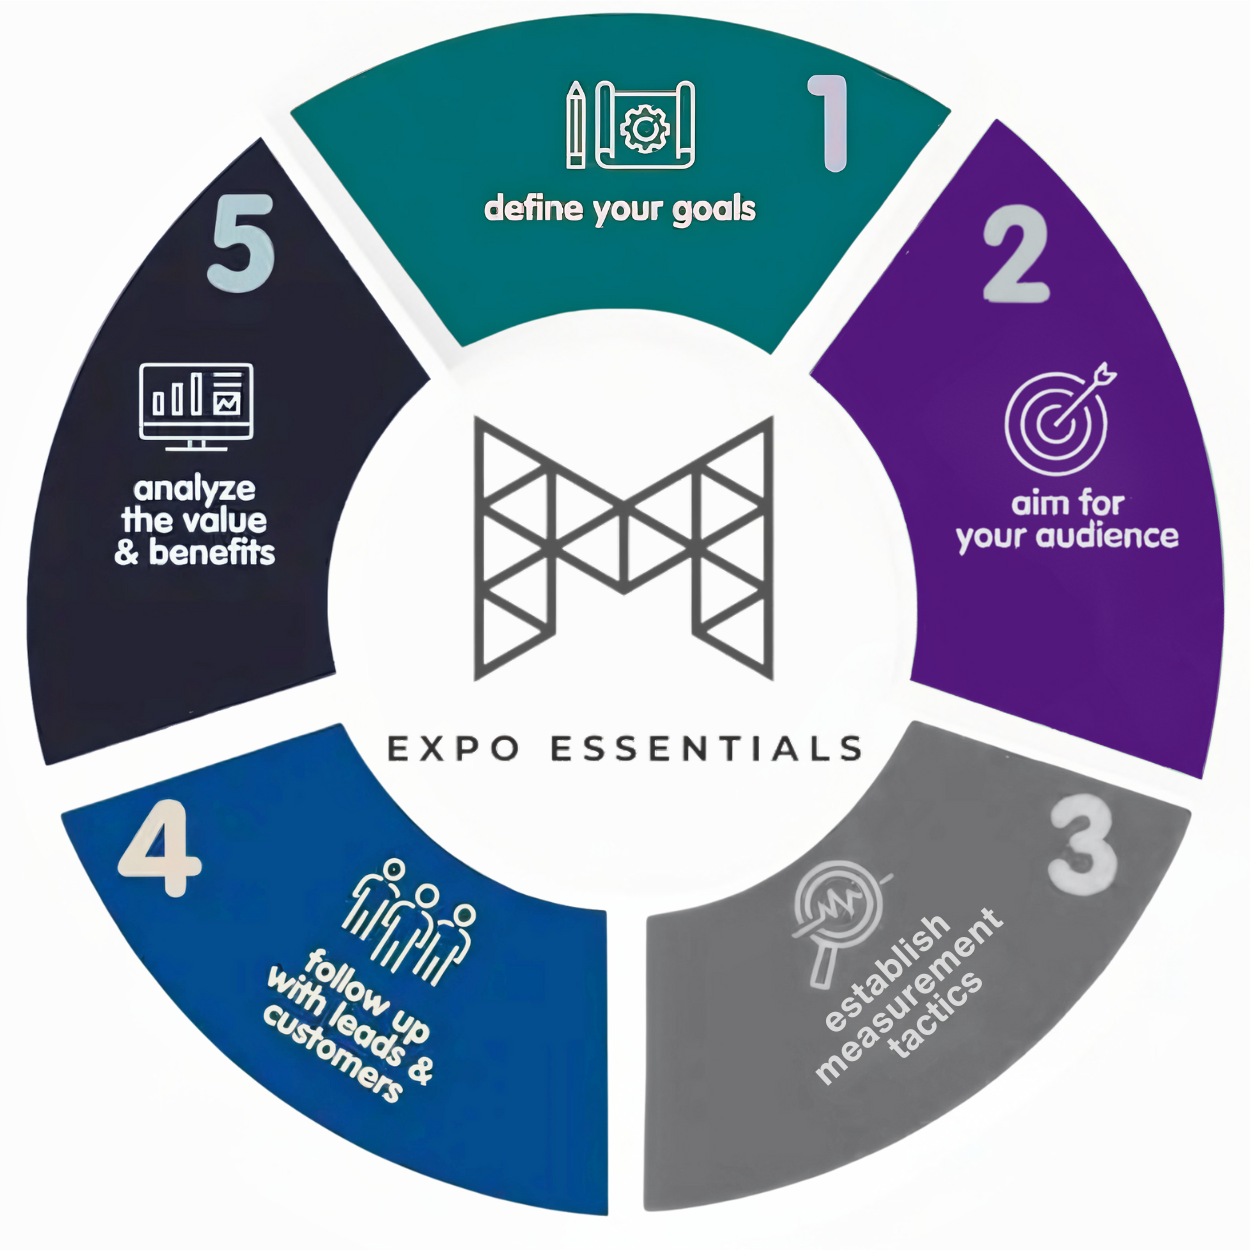 1
define your goals
2
aim for
your audience
3
establish
measurement
tactics
4
follow up
with leads &
customers
5
analyze
the value
& benefits
EXPO ESSENTIALS